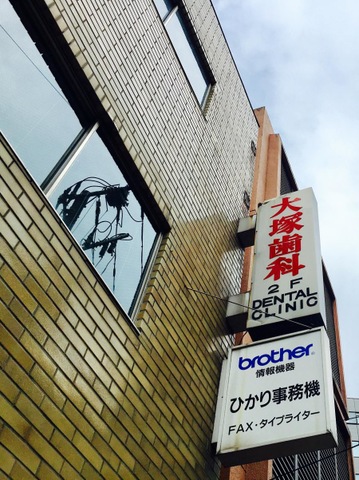 大塚歯科
2F
DENTAL
CLINIC
brother®
情報機器
ひかり事務機
FAX・タイプライター